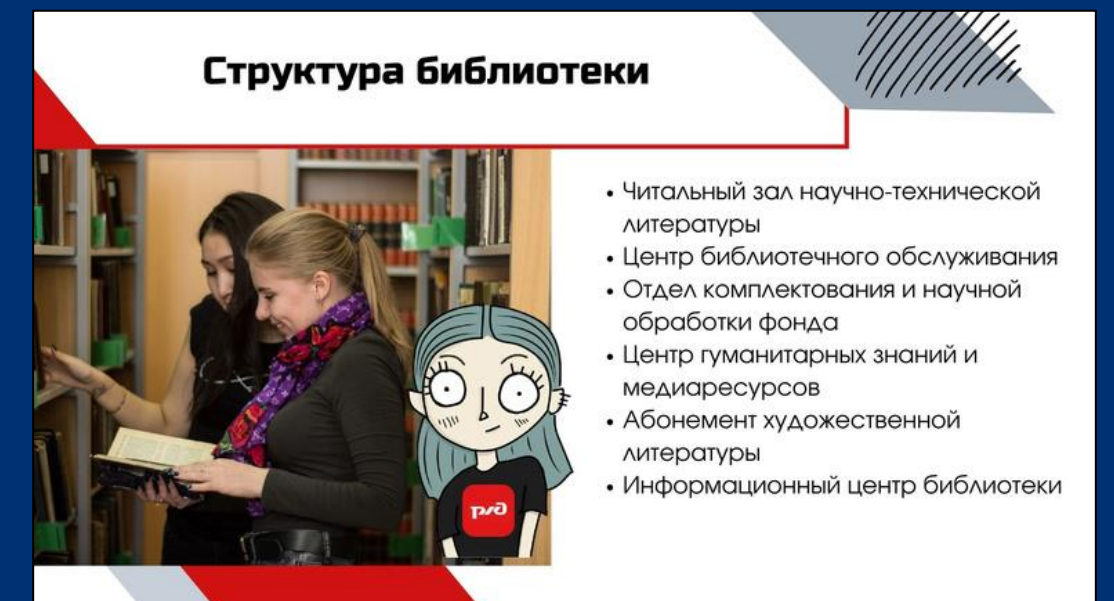 Структура библиотеки
• Читальный зал научно-технической
литературы
• Центр библиотечного обслуживания
• Отдел комплектования и научной
обработки фонда
• Центр гуманитарных знаний и
медиаресурсов
• Абонемент художественной
литературы
• Информационный центр библиотеки
ржд